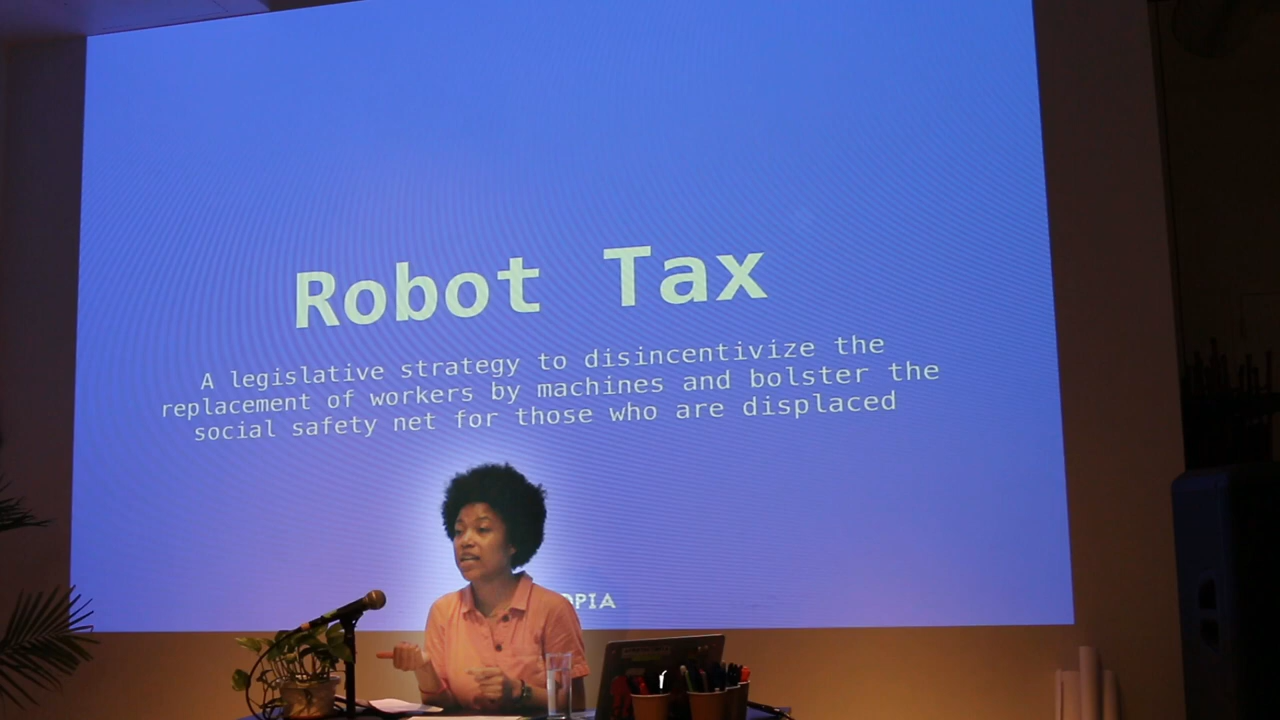 Robot Tax
A legislative strategy to disincentivize the
replacement of workers by machines and bolster the
social safety net for those who are displaced